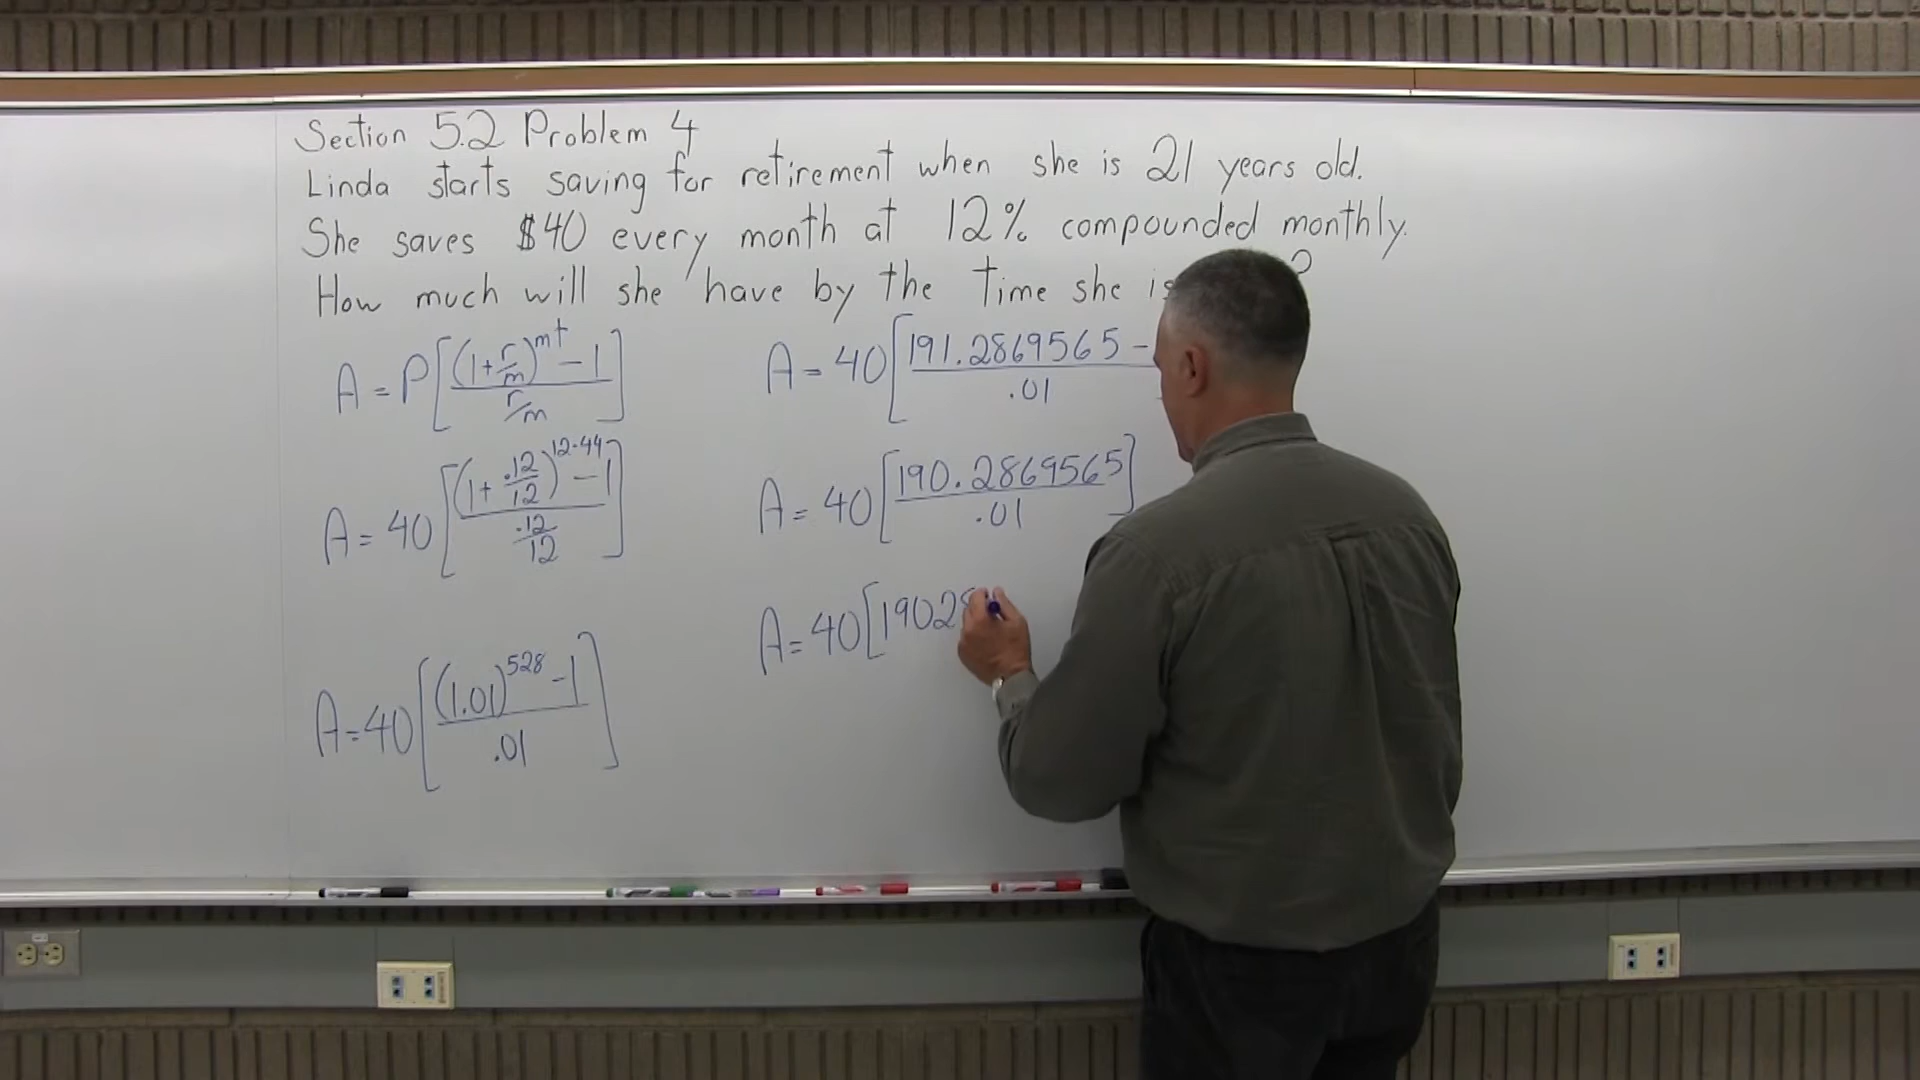 Section 5.2 Problem 4
Linda starts saving for retirement when she is 21 years old.
She saves $40 every month at 12% compounded monthly.
How much will she have by the time she is ?
A = P[((1+r/m)^mt - 1)/(r/m)]
A = 40[((1+.12/12)^12·44 - 1)/(.12/12)]
A = 40[((1.01)^528 - 1)/.01]
A = 40[(191.2869565 -)/.01
A = 40[190.2869565/.01]
A = 40[1902